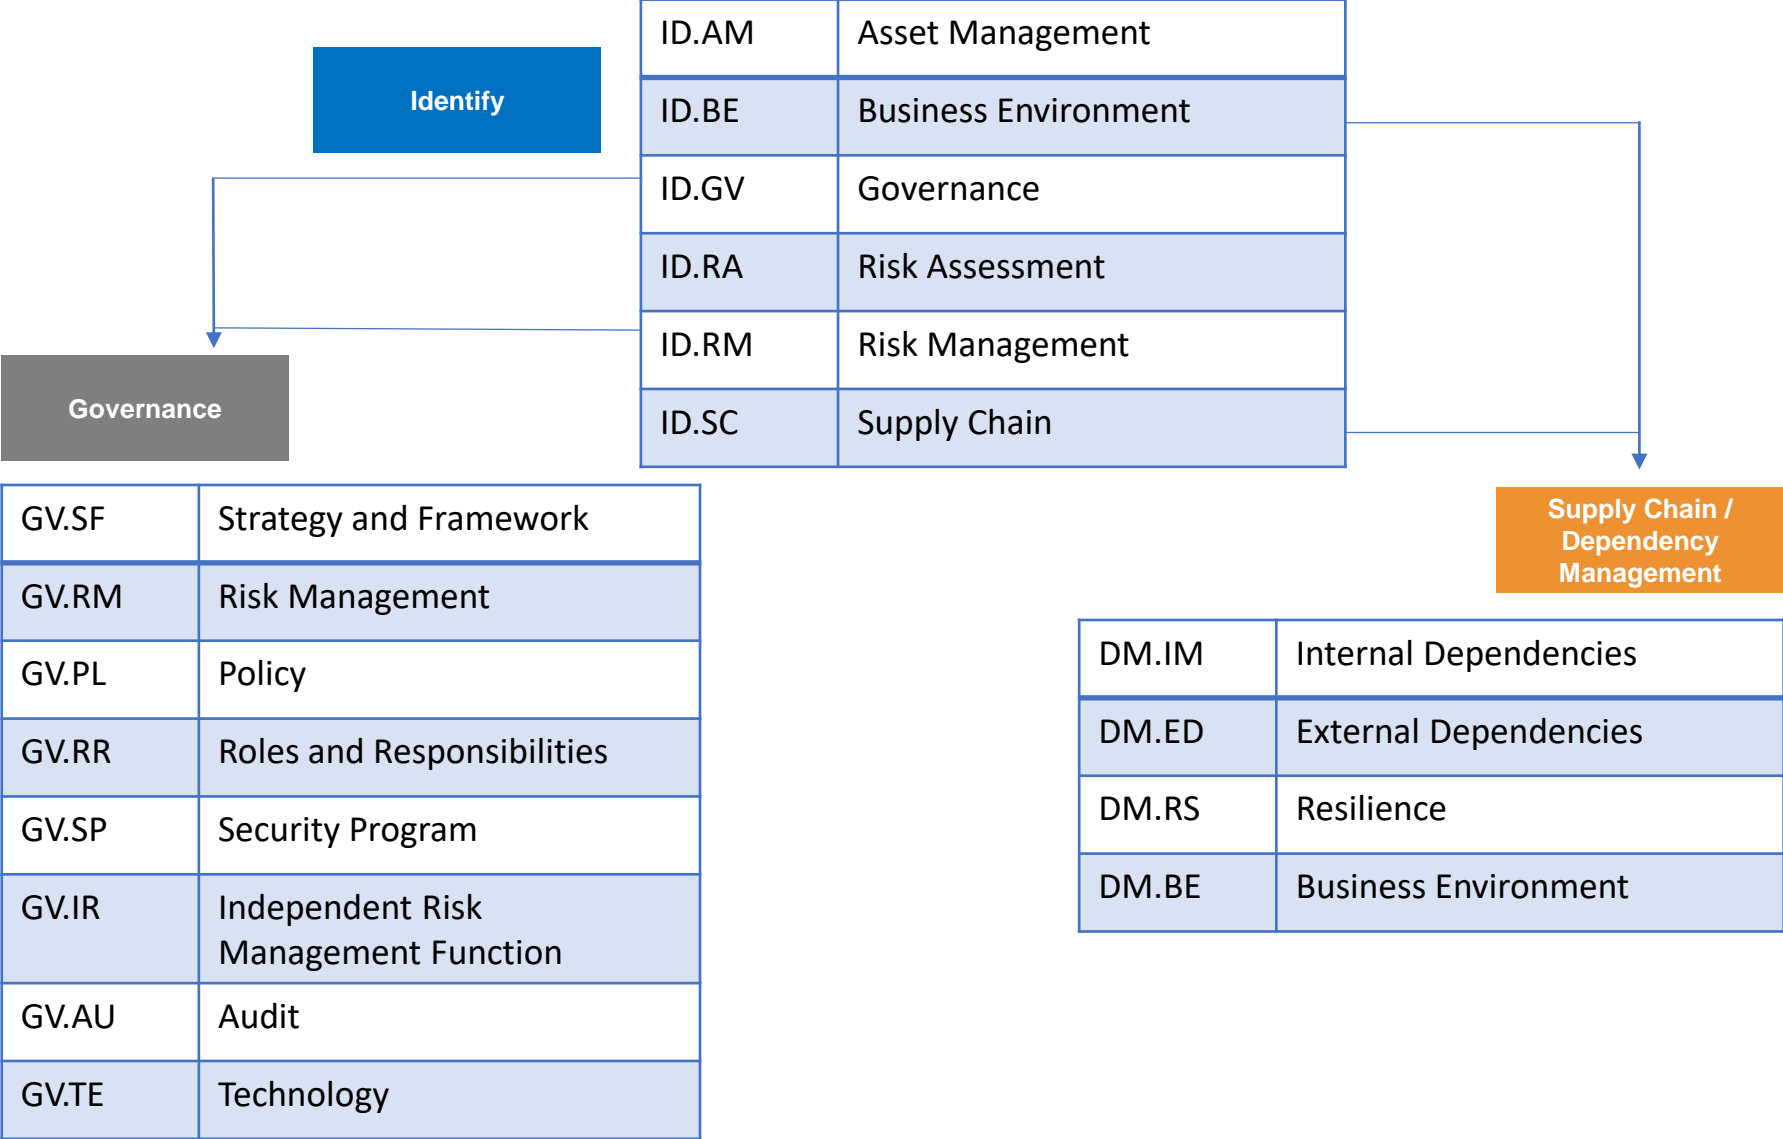 Identify
ID.AM Asset Management
ID.BE Business Environment
ID.GV Governance
ID.RA Risk Assessment
ID.RM Risk Management
ID.SC Supply Chain
Governance
GV.SF Strategy and Framework
GV.RM Risk Management
GV.PL Policy
GV.RR Roles and Responsibilities
GV.SP Security Program
GV.IR Independent Risk
Management Function
GV.AU Audit
GV.TE Technology
Supply Chain /
Dependency
Management
DM.IM Internal Dependencies
DM.ED External Dependencies
DM.RS Resilience
DM.BE Business Environment